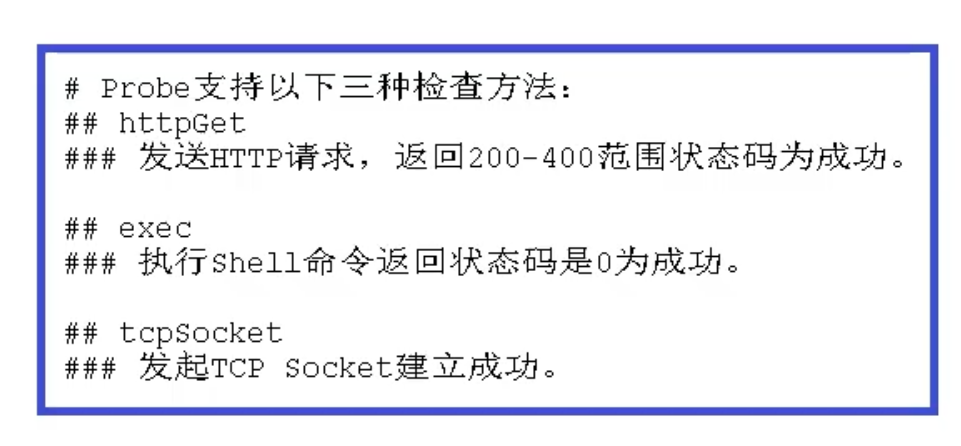 # Probe支持以下三种检查方法：
## httpGet
### 发送HTTP请求，返回200-400范围状态码为成功。
## exec
### 执行Shell命令返回状态码是0为成功。
## tcpSocket
### 发起TCP Socket建立成功。